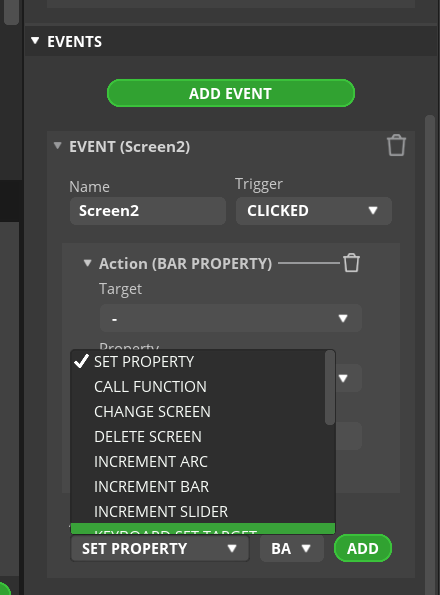 EVENTS
ADD EVENT
EVENT (Screen2)
Name
Trigger
Screen2
CLICKED
Action (BAR PROPERTY)
Target
-
Property
SET PROPERTY
CALL FUNCTION
CHANGE SCREEN
DELETE SCREEN
INCREMENT ARC
INCREMENT BAR
INCREMENT SLIDER
KEYBOARD SET TARGET
SET PROPERTY
BA
ADD